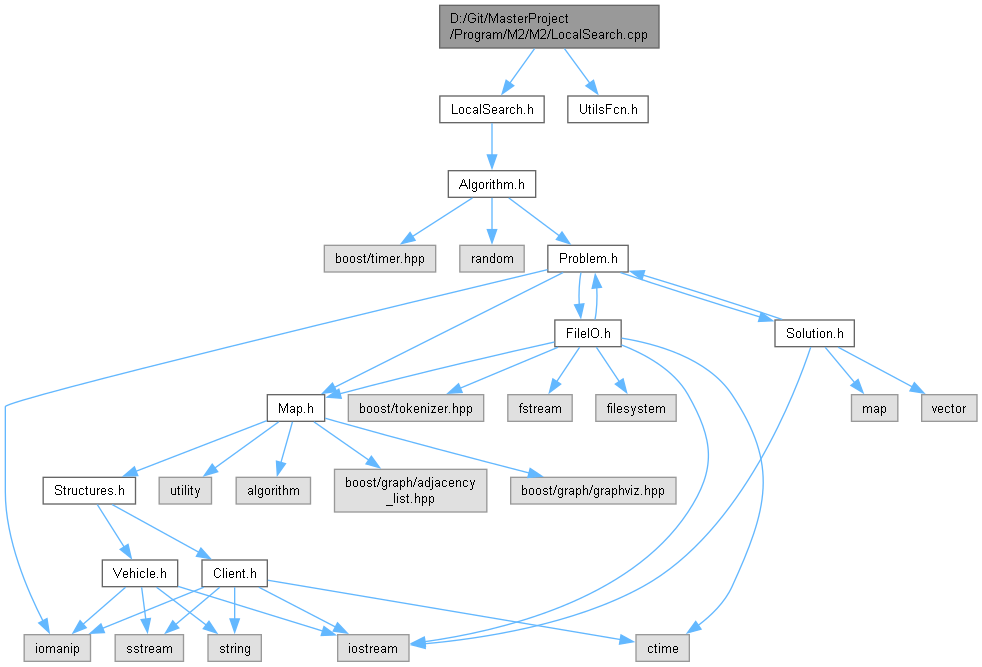 D:/Git/MasterProject
/Program/M2/M2/LocalSearch.cpp
LocalSearch.h
UtilsFcn.h
Algorithm.h
boost/timer.hpp
random
Problem.h
FileIO.h
Solution.h
Map.h
boost/tokenizer.hpp
fstream
filesystem
map
vector
Structures.h
utility
algorithm
boost/graph/adjacency
_list.hpp
boost/graph/graphviz.hpp
Vehicle.h
Client.h
iomanip
sstream
string
iostream
ctime